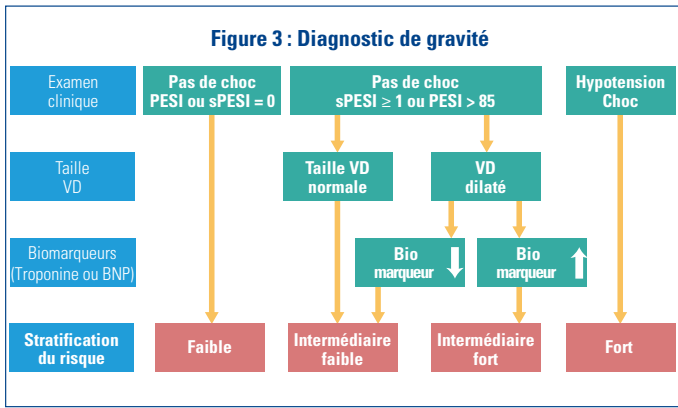 Figure 3 : Diagnostic de gravité
Examen
clinique
Pas de choc
PESI ou sPESI = 0
Pas de choc
sPESI ≥ 1 ou PESI > 85
Hypotension
Choc
Taille
VD
Taille VD
normale
VD
dilaté
Biomarqueurs
(Troponine ou BNP)
Bio
marqueur
Bio
marqueur
Stratification
du risque
Faible
Intermédiaire
faible
Intermédiaire
fort
Fort